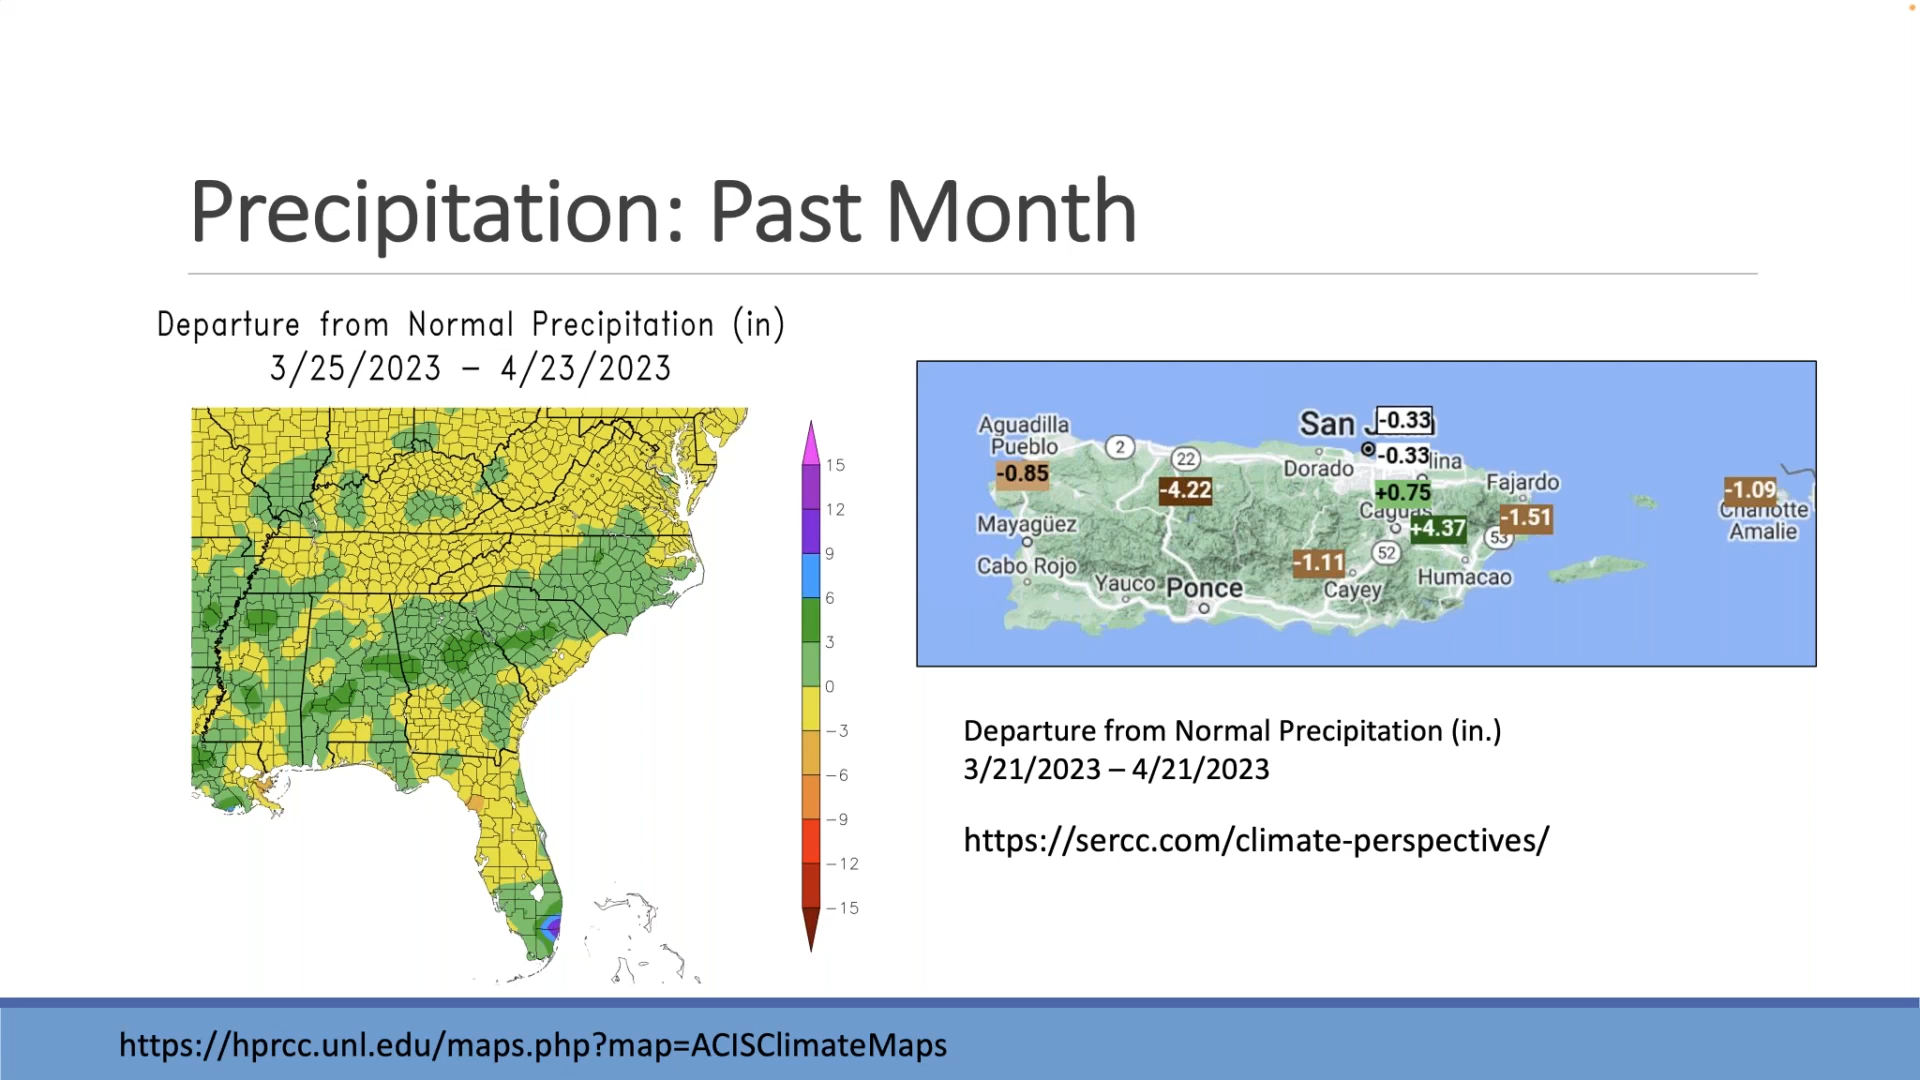 Precipitation: Past Month
Departure from Normal Precipitation (in)
3/25/2023 – 4/23/2023
15
12
9
6
3
0
−3
−6
−9
−12
−15
Aguadilla
Pueblo
-0.85
2
22
-4.22
San
-0.33
-0.33
Dorado
+0.75
Caguas
+4.37
Fajardo
-1.51
53
-1.09
Charlotte
Amalie
Mayagüez
Cabo Rojo
Yauco
Ponce
-1.11
52
Cayey
Humacao
Departure from Normal Precipitation (in.)
3/21/2023 – 4/21/2023
https://sercc.com/climate-perspectives/
https://hprcc.unl.edu/maps.php?map=ACISClimateMaps